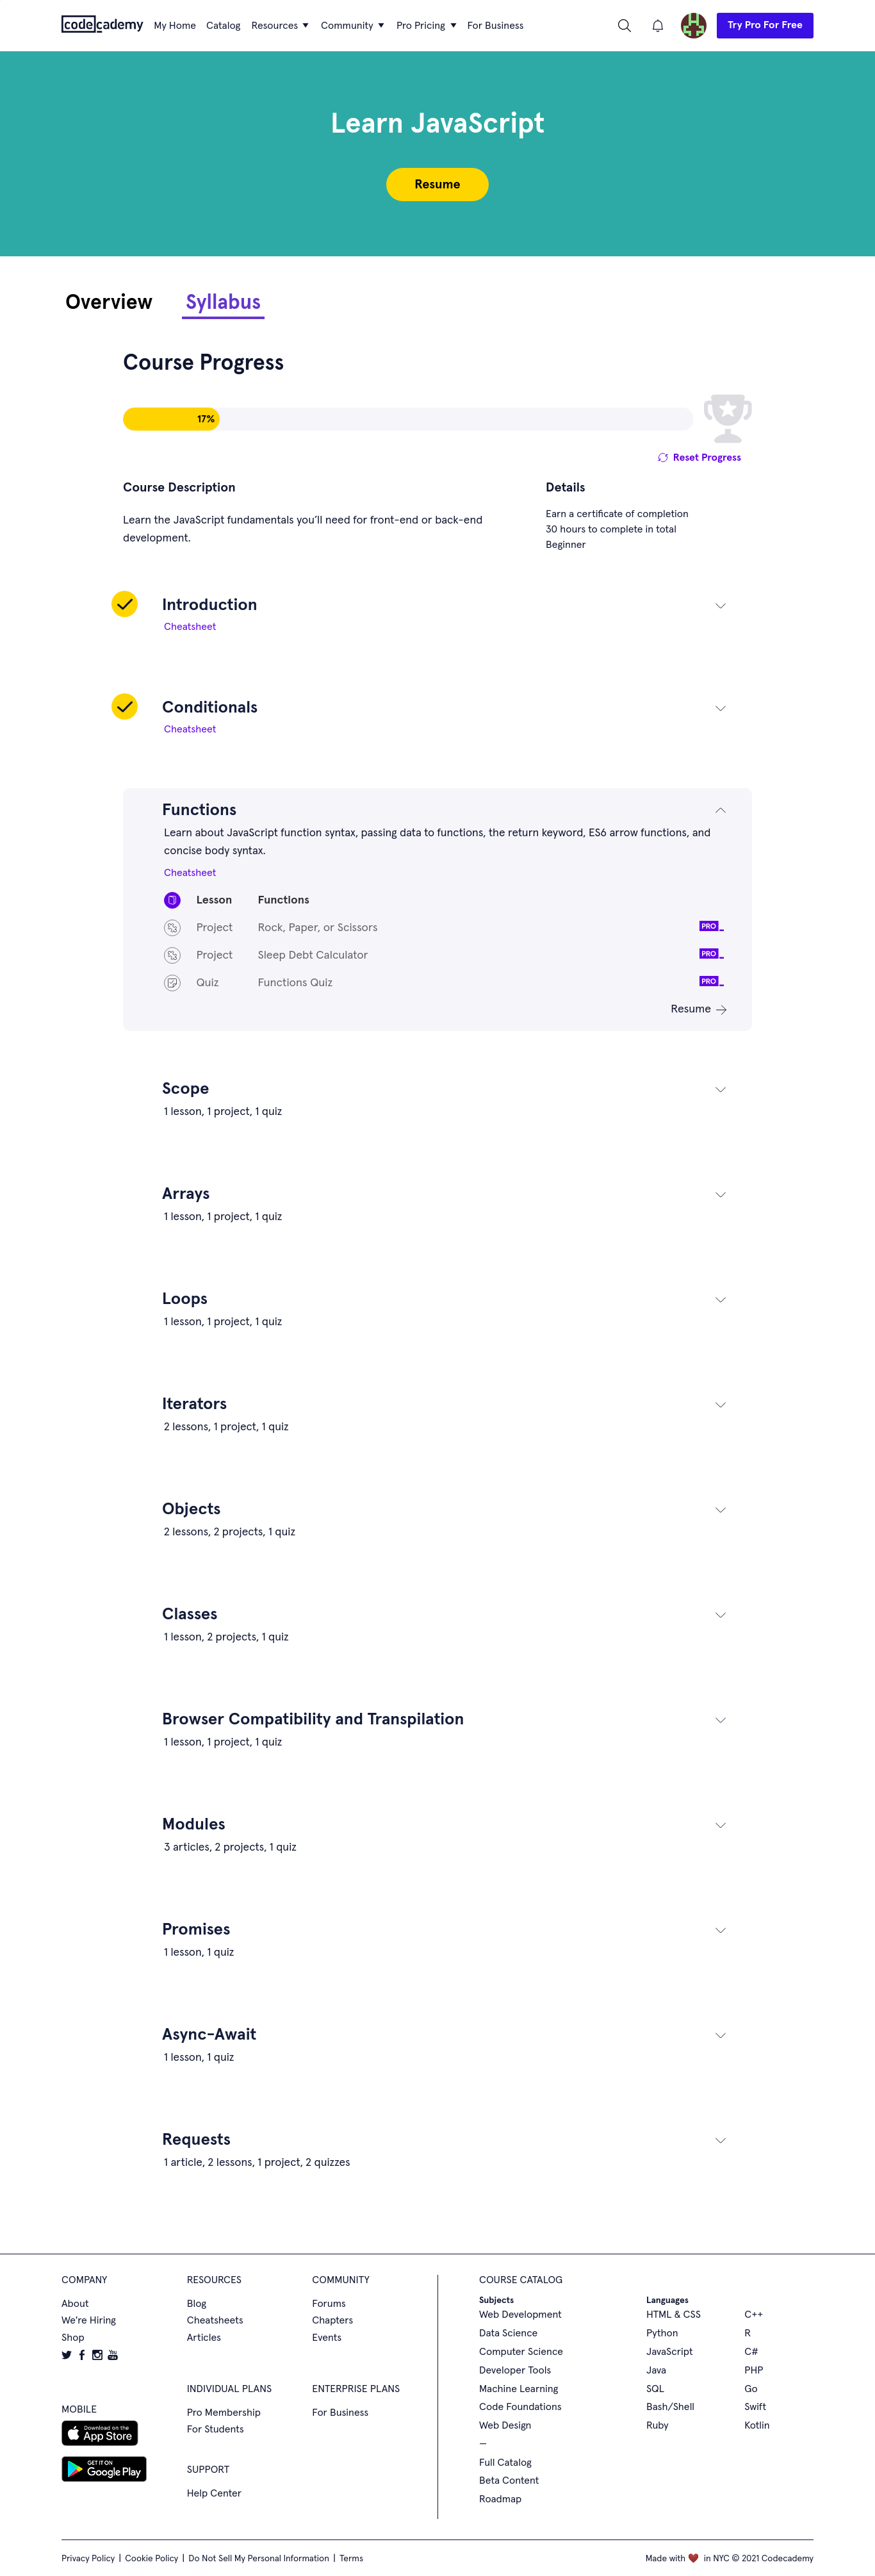 codecademy My Home Catalog Resources Community Pro Pricing For Business Try Pro For Free
Learn JavaScript
Resume
Overview Syllabus
Course Progress
17%
Reset Progress
Course Description
Learn the JavaScript fundamentals you’ll need for front-end or back-end
development.
Details
Earn a certificate of completion
30 hours to complete in total
Beginner
Introduction
Cheatsheet
Conditionals
Cheatsheet
Functions
Learn about JavaScript function syntax, passing data to functions, the return keyword, ES6 arrow functions, and
concise body syntax.
Cheatsheet
Lesson Functions
Project Rock, Paper, or Scissors PRO
Project Sleep Debt Calculator PRO
Quiz Functions Quiz PRO
Resume
Scope
1 lesson, 1 project, 1 quiz
Arrays
1 lesson, 1 project, 1 quiz
Loops
1 lesson, 1 project, 1 quiz
Iterators
2 lessons, 1 project, 1 quiz
Objects
2 lessons, 2 projects, 1 quiz
Classes
1 lesson, 2 projects, 1 quiz
Browser Compatibility and Transpilation
1 lesson, 1 project, 1 quiz
Modules
3 articles, 2 projects, 1 quiz
Promises
1 lesson, 1 quiz
Async-Await
1 lesson, 1 quiz
Requests
1 article, 2 lessons, 1 project, 2 quizzes
COMPANY
About
We're Hiring
Shop
You Tube
MOBILE
Download on the
App Store
GET IT ON
Google Play
RESOURCES
Blog
Cheatsheets
Articles
COMMUNITY
Forums
Chapters
Events
INDIVIDUAL PLANS
Pro Membership
For Students
ENTERPRISE PLANS
For Business
SUPPORT
Help Center
COURSE CATALOG
Subjects
Web Development
Data Science
Computer Science
Developer Tools
Machine Learning
Code Foundations
Web Design
—
Full Catalog
Beta Content
Roadmap
Languages
HTML & CSS
Python
JavaScript
Java
SQL
Bash/Shell
Ruby
C++
R
C#
PHP
Go
Swift
Kotlin
Privacy Policy | Cookie Policy | Do Not Sell My Personal Information | Terms
Made with ❤️ in NYC © 2021 Codecademy